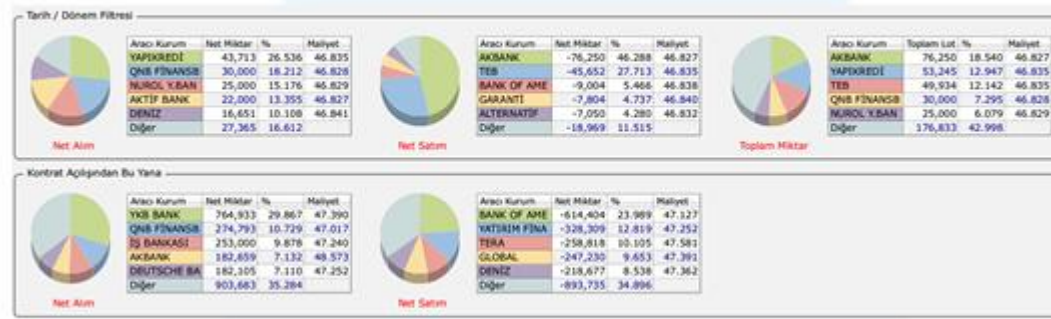 Tarih / Dönem Filtresi
Aracı Kurum Net Miktar % Maliyet
YAPIKREDİ 43,713 26.536 46.835
QNB FİNANSB 30,000 18.212 46.828
NUROL Y.BAN 25,000 15.176 46.829
AKTİF BANK 22,000 13.355 46.827
DENİZ 16,651 10.108 46.841
Diğer 27,365 16.612
Net Alım
Aracı Kurum Net Miktar % Maliyet
AKBANK -76,250 46.288 46.827
TEB -45,652 27.713 46.835
BANK OF AME -9,004 5.466 46.838
GARANTİ -7,804 4.737 46.840
ALTERNATİF -7,050 4.280 46.832
Diğer -18,969 11.515
Net Satım
Aracı Kurum Toplam Lot % Maliyet
AKBANK 76,250 18.540 46.827
YAPIKREDİ 53,245 12.947 46.835
TEB 49,934 12.142 46.835
QNB FİNANSB 30,000 7.295 46.828
NUROL Y.BAN 25,000 6.079 46.829
Diğer 176,833 42.998
Toplam Miktar
Kontrat Açılışından Bu Yana
Aracı Kurum Net Miktar % Maliyet
YKB BANK 764,933 29.867 47.390
QNB FİNANSB 274,793 10.729 47.017
İŞ BANKASI 253,000 9.878 47.240
AKBANK 182,659 7.132 48.573
DEUTSCHE BA 182,105 7.110 47.252
Diğer 903,683 35.284
Net Alım
Aracı Kurum Net Miktar % Maliyet
BANK OF AME -614,404 23.989 47.127
YATIRIM FİNA -328,309 12.819 47.252
TERA -258,818 10.105 47.581
GLOBAL -247,230 9.653 47.391
DENİZ -218,677 8.538 47.362
Diğer -893,735 34.896
Net Satım